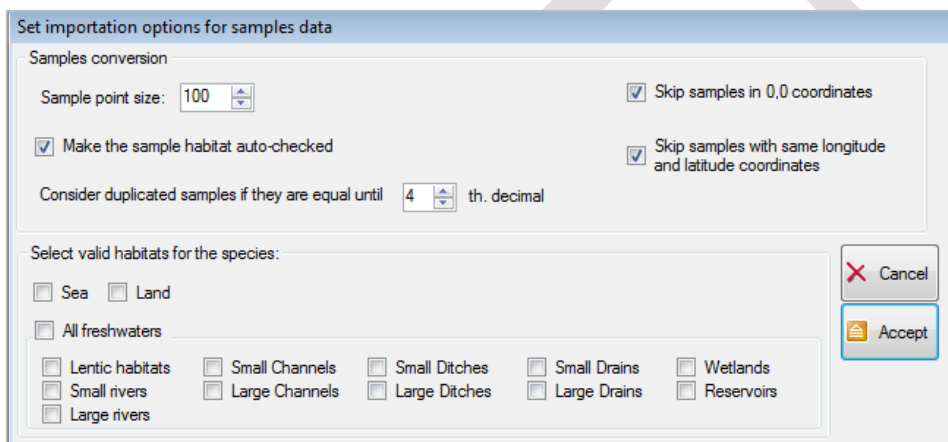 Set importation options for samples data
Samples conversion
Sample point size: 100
Skip samples in 0,0 coordinates
Make the sample habitat auto-checked
Skip samples with same longitude
and latitude coordinates
Consider duplicated samples if they are equal until 4 th. decimal
Select valid habitats for the species:
Cancel
Sea Land
All freshwaters
Accept
Lentic habitats Small Channels Small Ditches Small Drains Wetlands
Small rivers Large Channels Large Ditches Large Drains Reservoirs
Large rivers